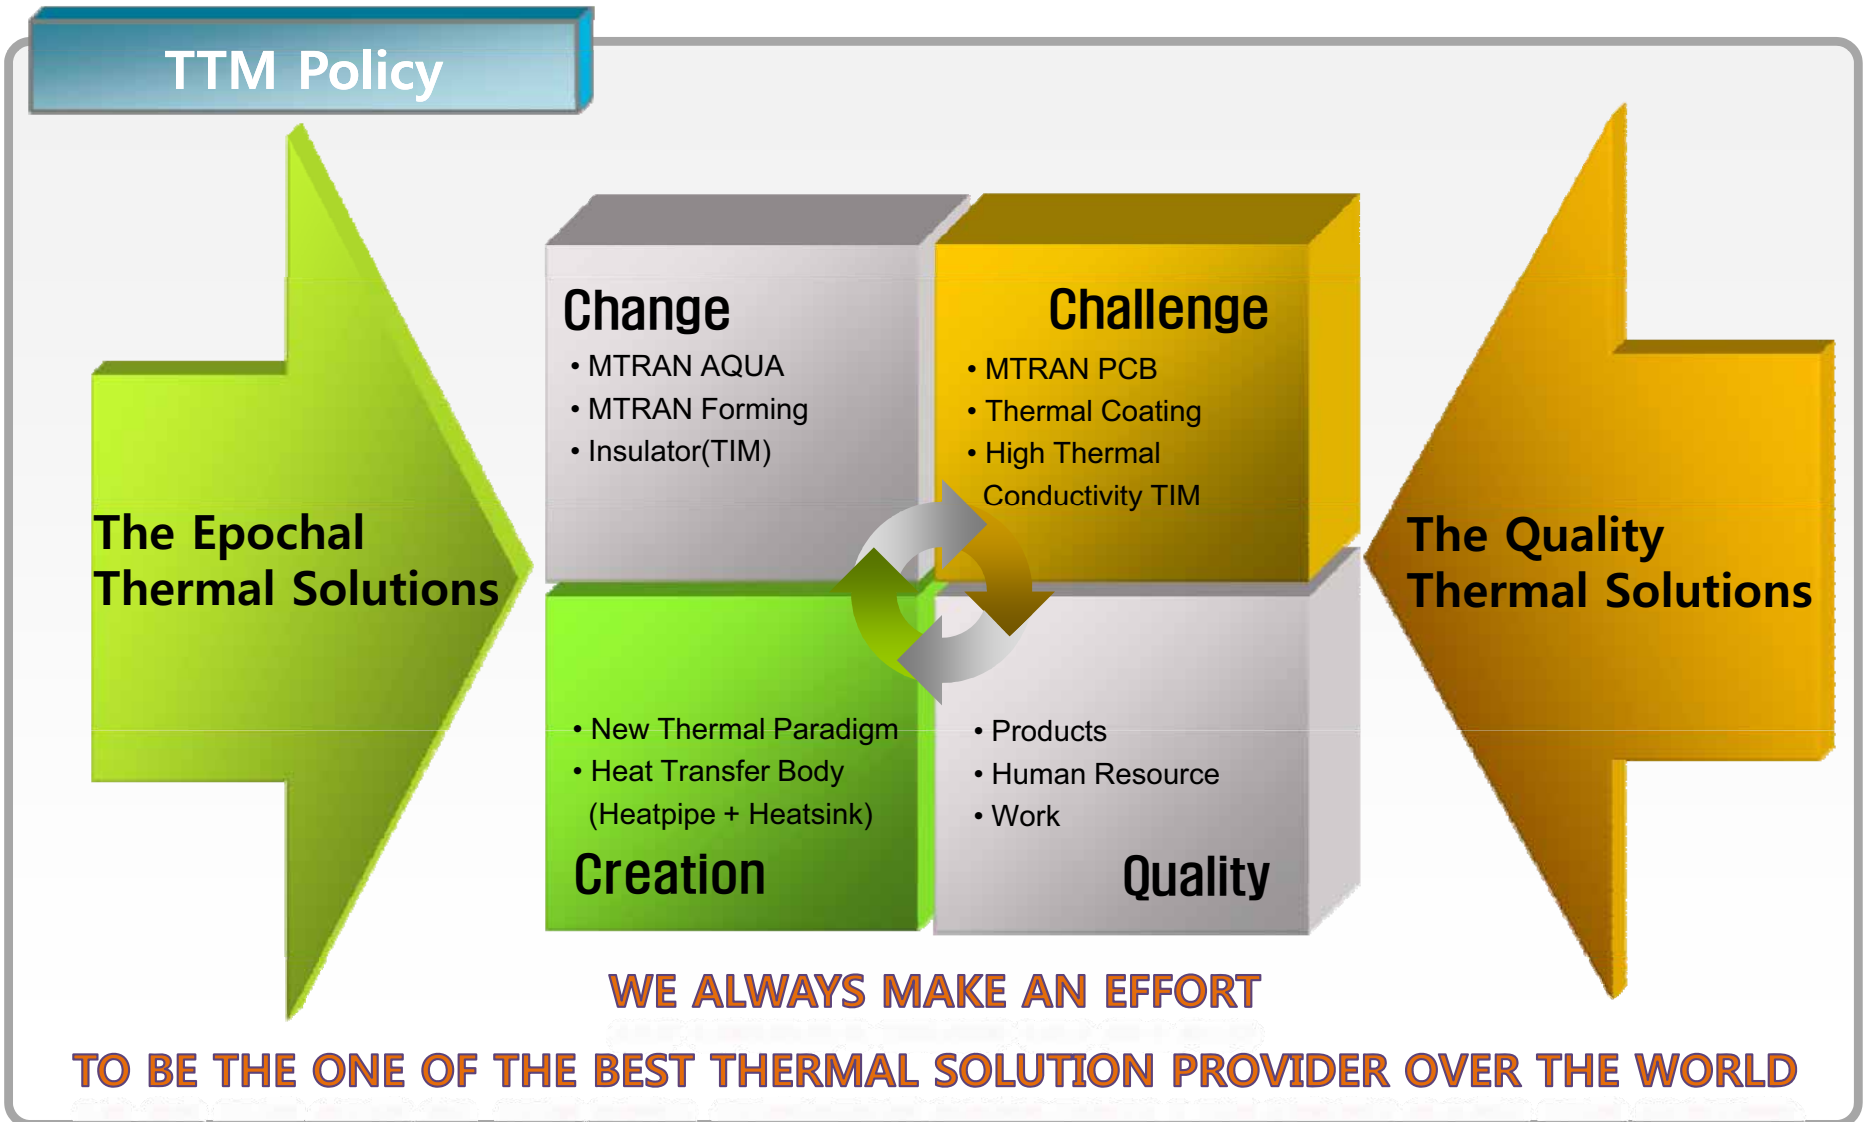 TTM Policy
Change
• MTRAN AQUA
• MTRAN Forming
• Insulator(TIM)
Challenge
• MTRAN PCB
• Thermal Coating
• High Thermal
Conductivity TIM
The Epochal
Thermal Solutions
The Quality
Thermal Solutions
• New Thermal Paradigm
• Heat Transfer Body
(Heatpipe + Heatsink)
Creation
• Products
• Human Resource
• Work
Quality
WE ALWAYS MAKE AN EFFORT
TO BE THE ONE OF THE BEST THERMAL SOLUTION PROVIDER OVER THE WORLD